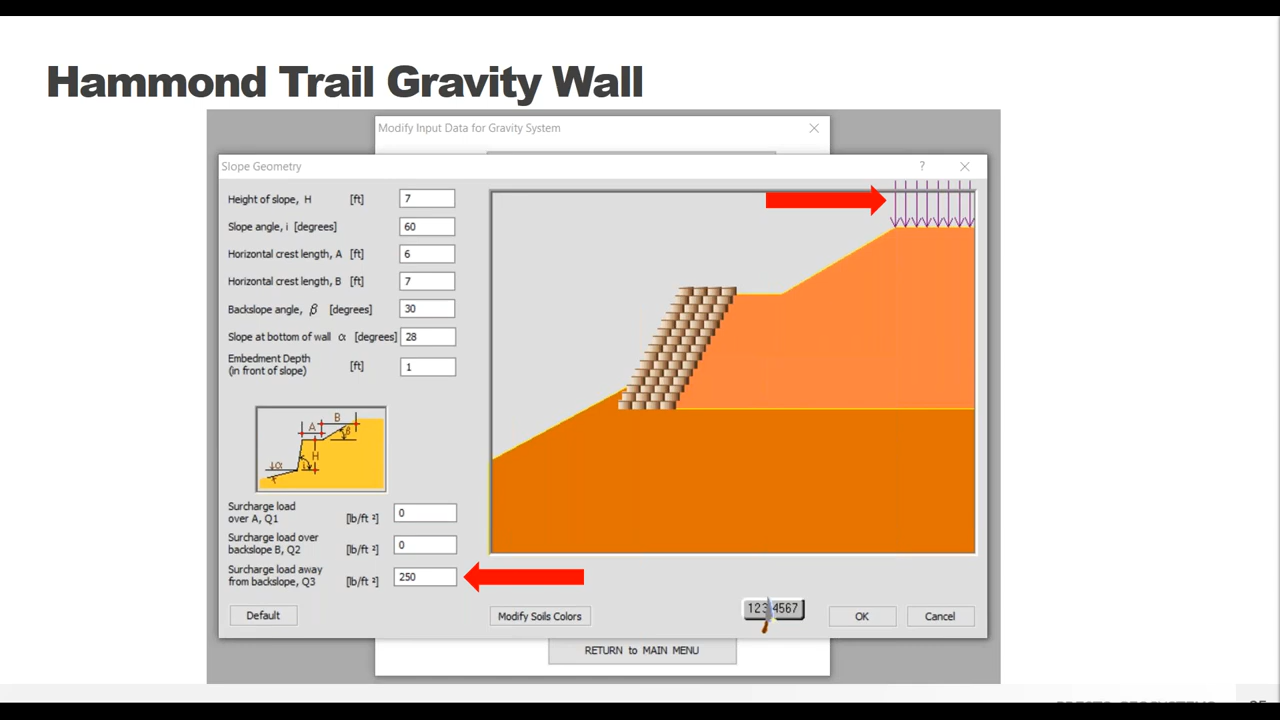 Hammond Trail Gravity Wall
Modify Input Data for Gravity System
Slope Geometry ?
Height of slope, H [ft] 7
Slope angle, i [degrees] 60
Horizontal crest length, A [ft] 6
Horizontal crest length, B [ft] 7
Backslope angle, β [degrees] 30
Slope at bottom of wall α [degrees] 28
Embedment Depth
(in front of slope) [ft] 1
B
A
β
H
α
i
Surcharge load
over A, Q1 [lb/ft ²] 0
Surcharge load over
backslope B, Q2 [lb/ft ²] 0
Surcharge load away
from backslope, Q3 [lb/ft ²] 250
Default
Modify Soils Colors
123 4567
OK
Cancel
RETURN to MAIN MENU